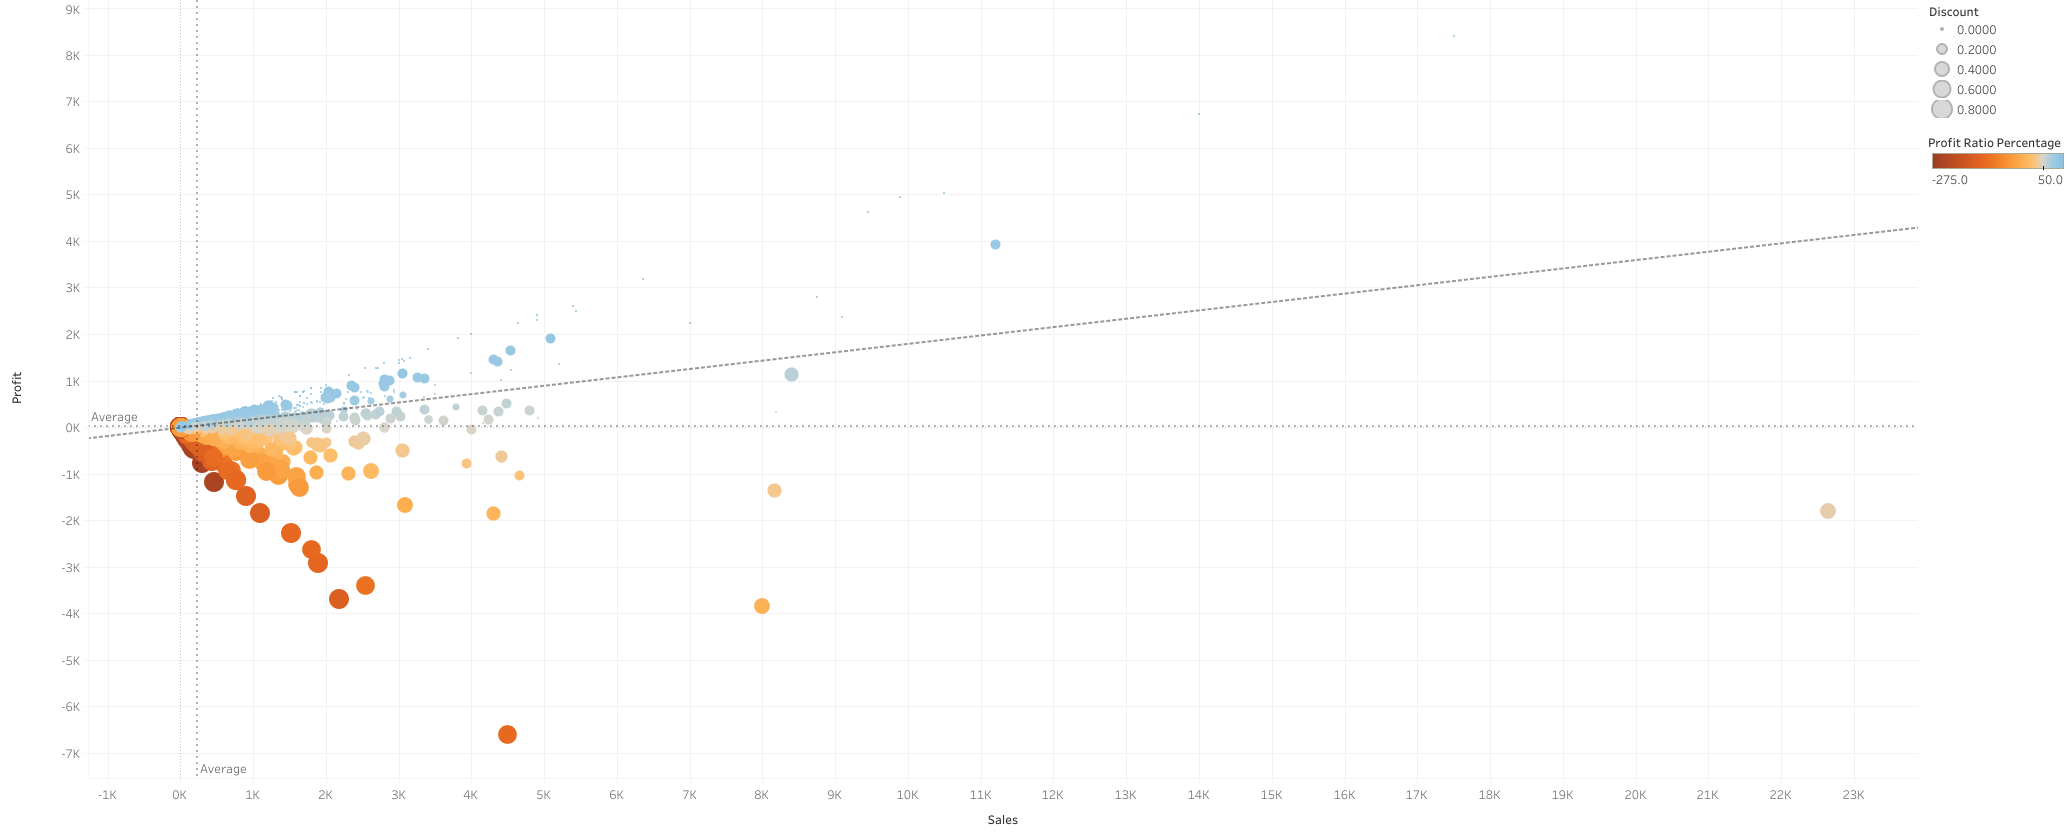 9K
8K
7K
6K
5K
4K
3K
2K
1K
0K
-1K
-2K
-3K
-4K
-5K
-6K
-7K
Profit
Average
Average
-1K 0K 1K 2K 3K 4K 5K 6K 7K 8K 9K 10K 11K 12K 13K 14K 15K 16K 17K 18K 19K 20K 21K 22K 23K
Sales
Discount
0.0000
0.2000
0.4000
0.6000
0.8000
Profit Ratio Percentage
-275.0 50.0